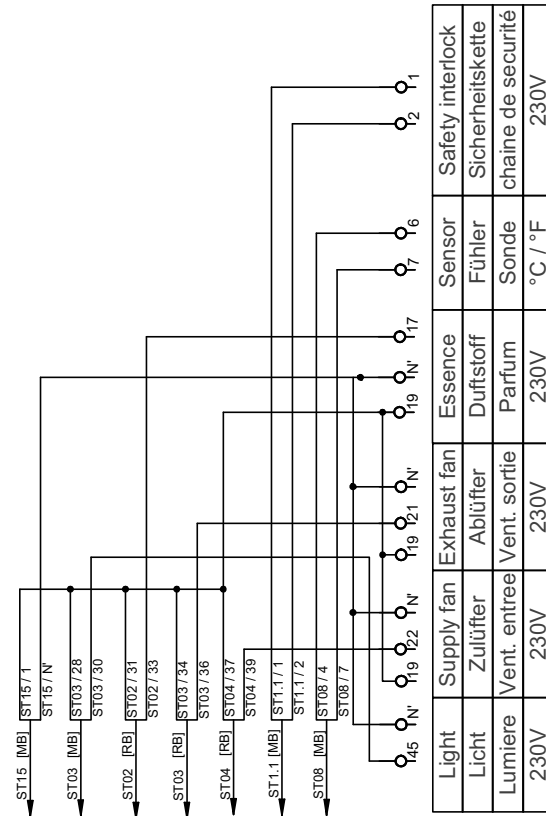 1
2
6
7
17
N'
19
N'
21
19
N'
22
19
N'
45
Safety interlock
Sicherheitskette
chaine de securité
230V
Sensor
Fühler
Sonde
°C / °F
Essence
Duftstoff
Parfum
230V
Exhaust fan
Ablüfter
Vent. sortie
230V
Supply fan
Zulüfter
Vent. entree
230V
Light
Licht
Lumiere
230V
ST15 / 1
ST15 / N'
ST03 / 28
ST03 / 30
ST02 / 31
ST02 / 33
ST03 / 34
ST03 / 36
ST04 / 37
ST04 / 39
ST1.1 / 1
ST1.1 / 2
ST08 / 4
ST08 / 7
ST15 [MB]
ST03 [MB]
ST02 [RB]
ST03 [RB]
ST04 [RB]
ST1.1 [MB]
ST08 [MB]